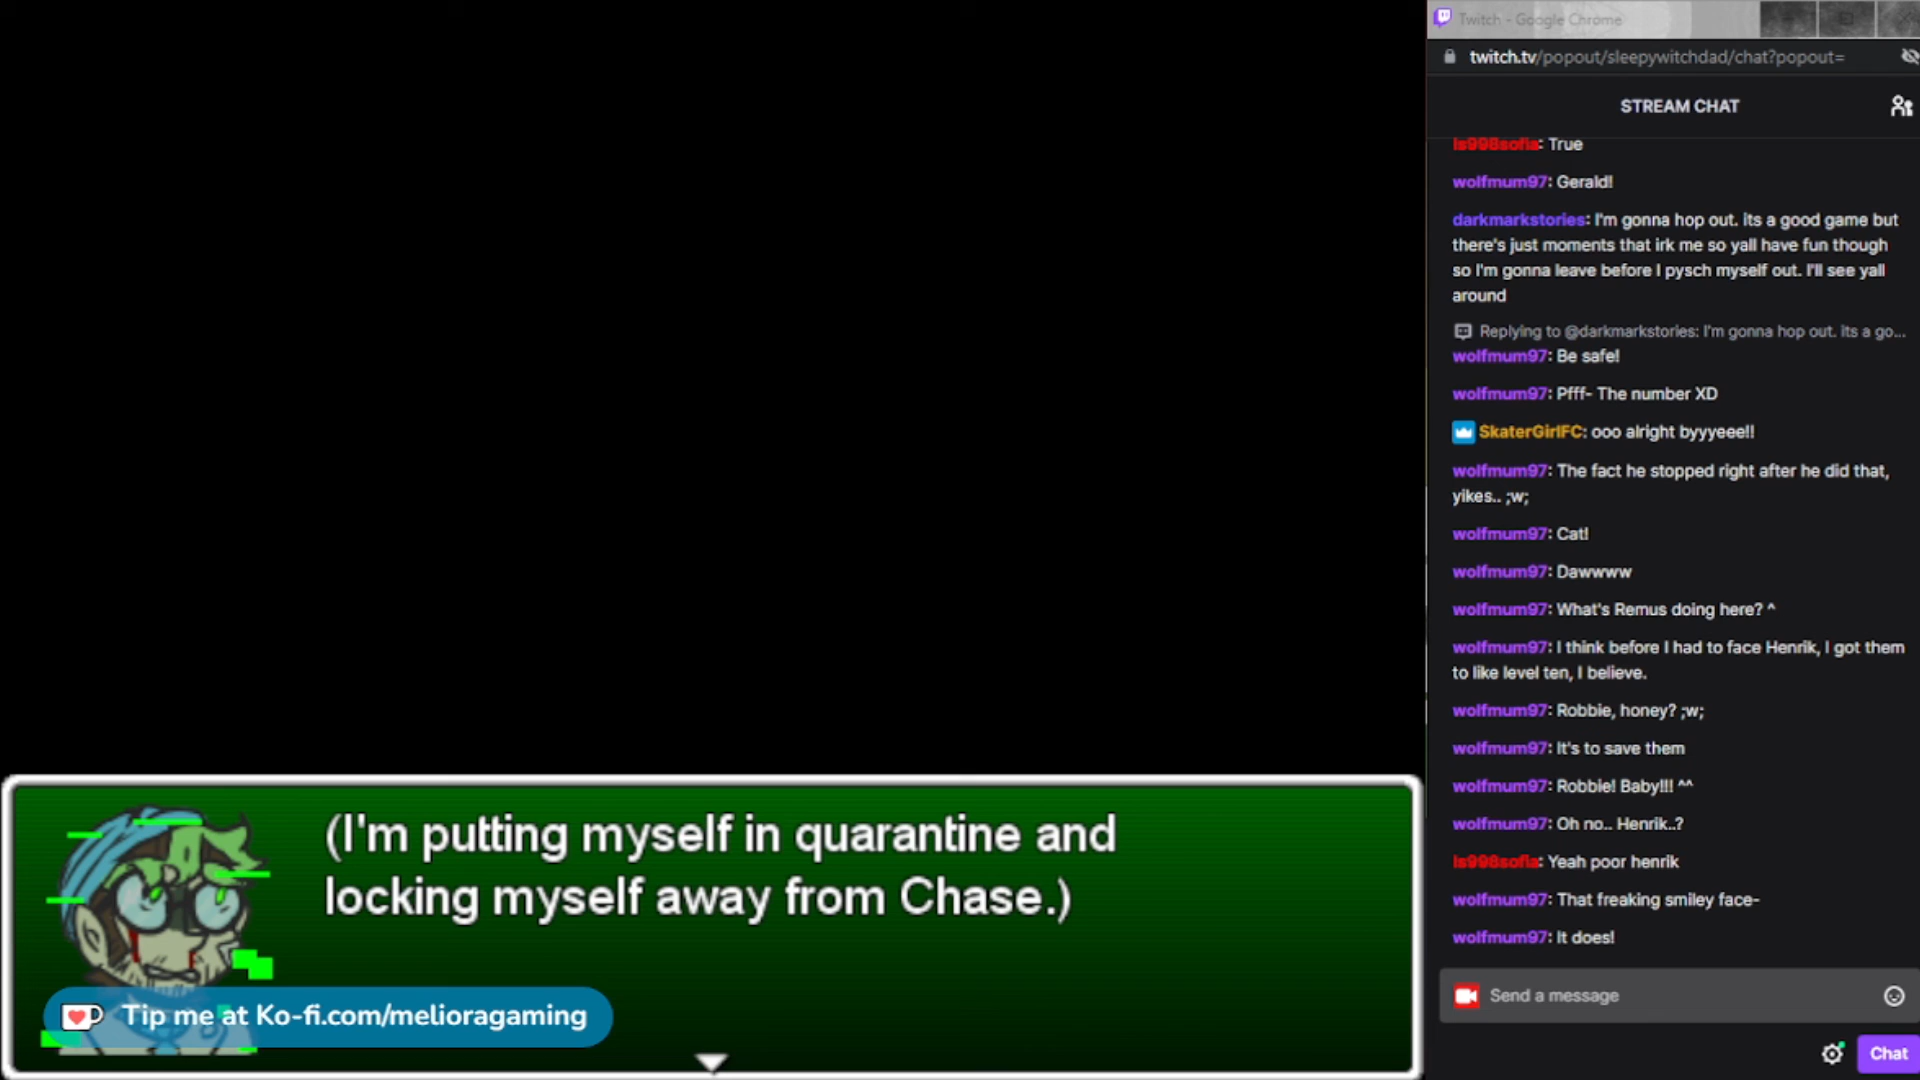 Twitch - Google Chrome
twitch.tv/popout/sleepywitchdad/chat?popout=
STREAM CHAT
ls998sofia: True
wolfmum97: Gerald!
darkmarkstories: I'm gonna hop out. its a good game but
there's just moments that irk me so yall have fun though
so I'm gonna leave before I pysch myself out. I'll see yall
around
Replying to @darkmarkstories: I'm gonna hop out. its a go...
wolfmum97: Be safe!
wolfmum97: Pfff- The number XD
SkaterGirlFC: ooo alright byyyeee!!
wolfmum97: The fact he stopped right after he did that,
yikes.. ;w;
wolfmum97: Cat!
wolfmum97: Dawwww
wolfmum97: What's Remus doing here? ^
wolfmum97: I think before I had to face Henrik, I got them
to like level ten, I believe.
wolfmum97: Robbie, honey? ;w;
wolfmum97: It's to save them
wolfmum97: Robbie! Baby!!! ^^
wolfmum97: Oh no.. Henrik..?
ls998sofia: Yeah poor henrik
wolfmum97: That freaking smiley face-
wolfmum97: It does!
Send a message
Chat
(I'm putting myself in quarantine and
locking myself away from Chase.)
Tip me at Ko-fi.com/melioragaming